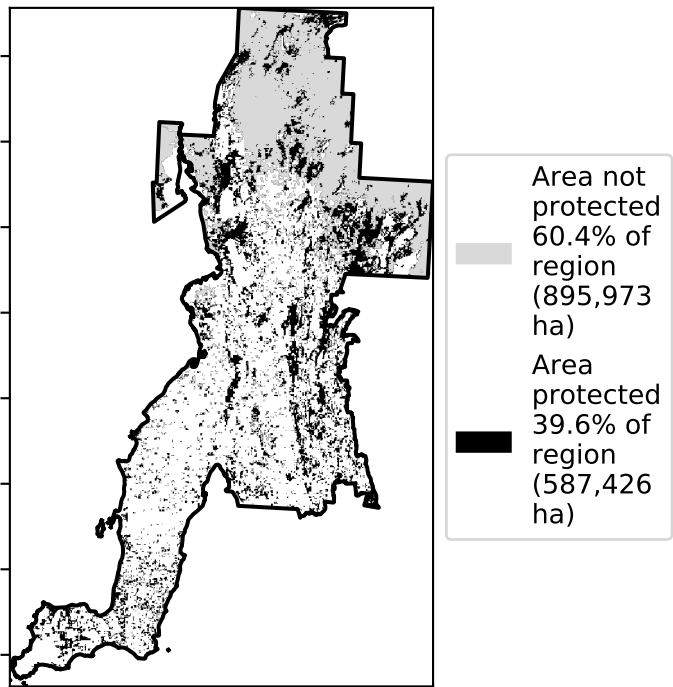 Area not
protected
60.4% of
region
(895,973
ha)
Area
protected
39.6% of
region
(587,426
ha)